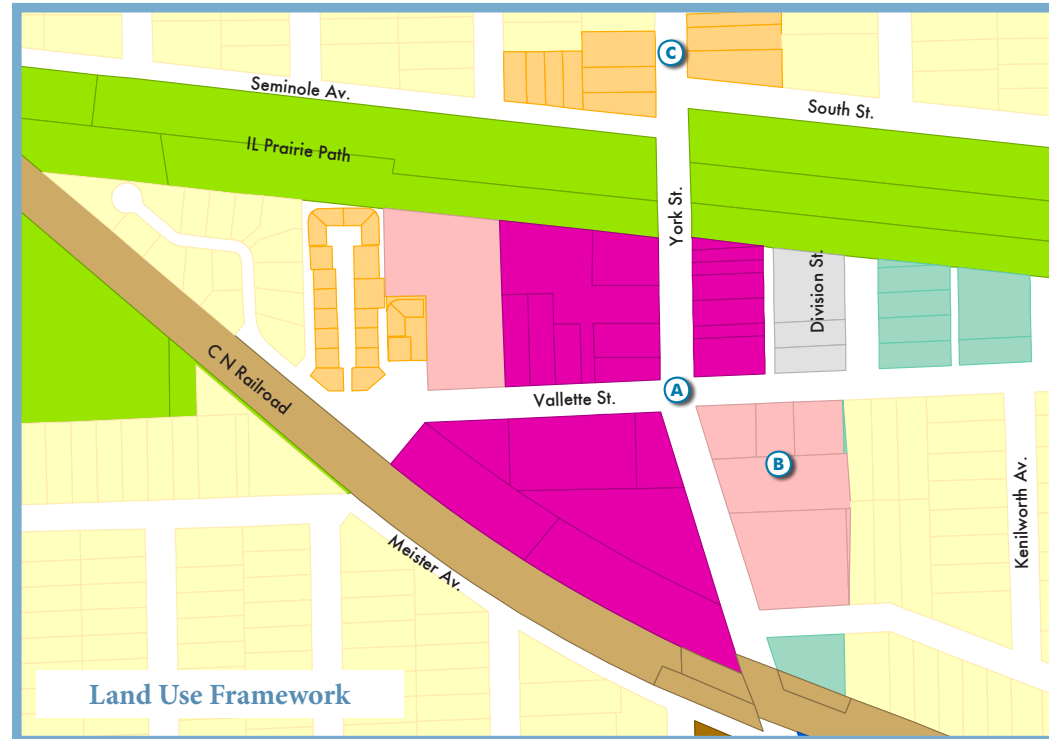 C
Seminole Av.
South St.
IL Prairie Path
York St.
Division St.
C N Railroad
Vallette St.
A
B
Kenilworth Av.
Meister Av.
Land Use Framework